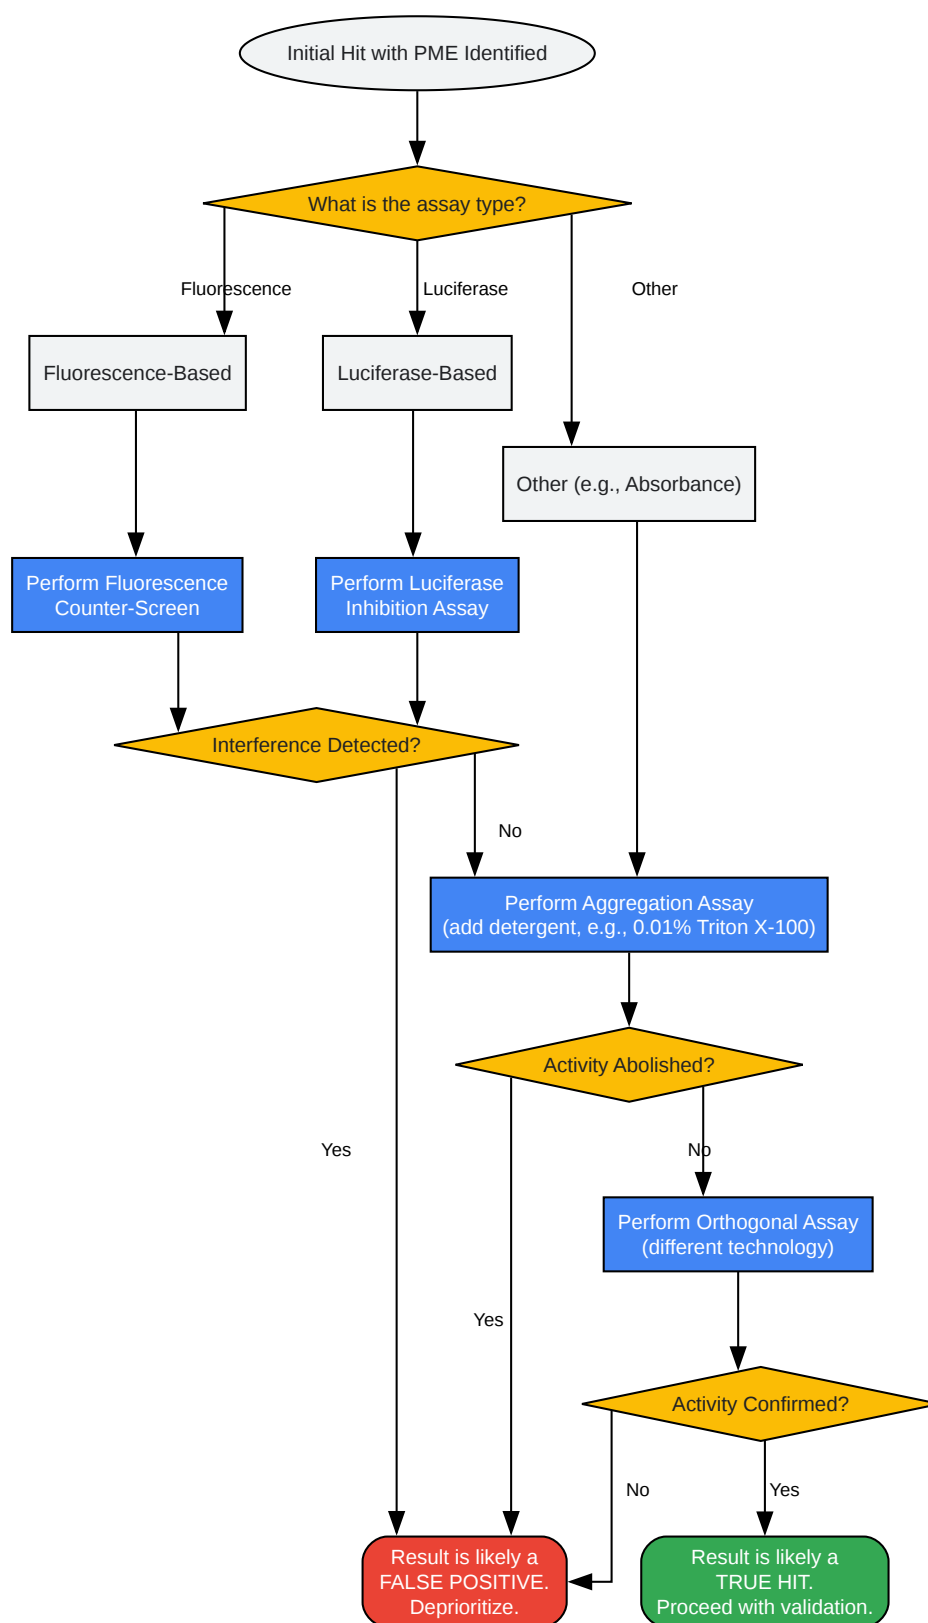 Initial Hit with PME Identified
What is the assay type?
Fluorescence
Luciferase
Other
Fluorescence-Based
Luciferase-Based
Other (e.g., Absorbance)
Perform Fluorescence
Counter-Screen
Perform Luciferase
Inhibition Assay
Interference Detected?
No
Perform Aggregation Assay
(add detergent, e.g., 0.01% Triton X-100)
Activity Abolished?
Yes
No
Perform Orthogonal Assay
(different technology)
Yes
Activity Confirmed?
No
Yes
Result is likely a
FALSE POSITIVE.
Deprioritize.
Result is likely a
TRUE HIT.
Proceed with validation.